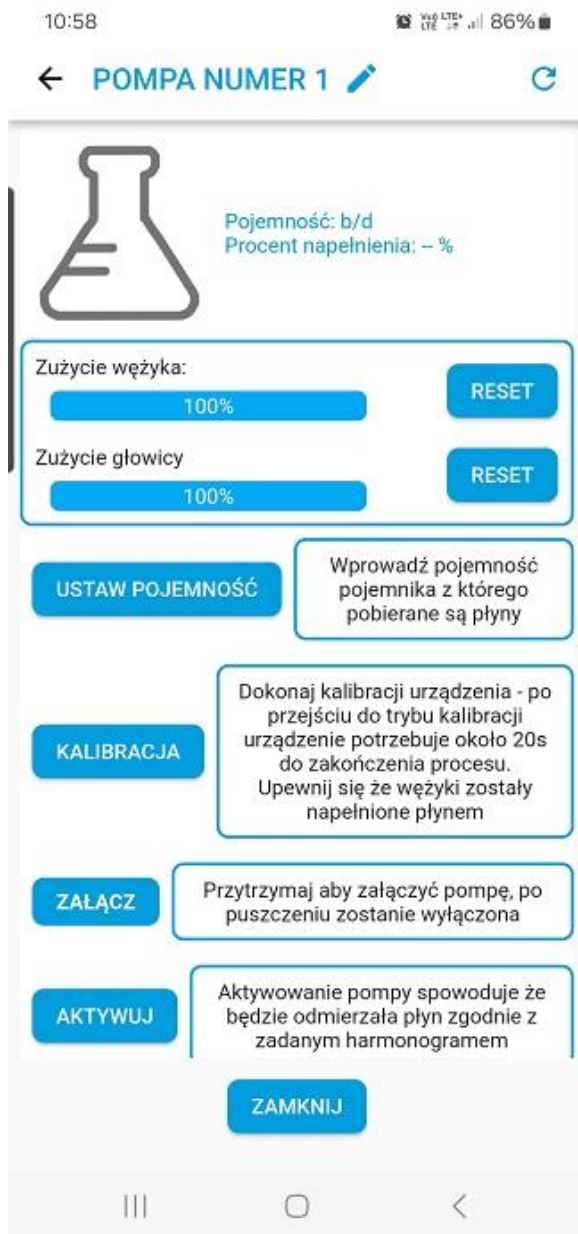 10:58
VoD LTE+
LTE
86%
POMPA NUMER 1
Pojemność: b/d
Procent napełnienia: -- %
Zużycie wężyka:
100%
RESET
Zużycie głowicy
100%
RESET
USTAW POJEMNOŚĆ
Wprowadź pojemność
pojemnika z którego
pobierane są płyny
KALIBRACJA
Dokonaj kalibracji urządzenia - po
przejściu do trybu kalibracji
urządzenie potrzebuje około 20s
do zakończenia procesu.
Upewnij się że wężyki zostały
napełnione płynem
ZAŁĄCZ
Przytrzymaj aby załączyć pompę, po
puszczeniu zostanie wyłączona
AKTYWUJ
Aktywowanie pompy spowoduje że
będzie odmierzała płyn zgodnie z
zadanym harmonogramem
ZAMKNIJ